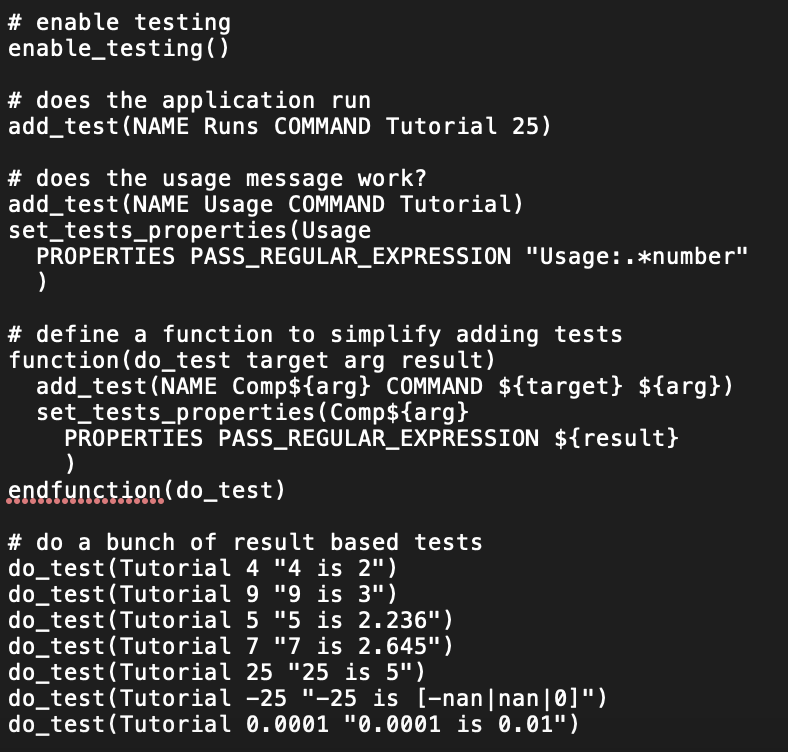 # enable testing
enable_testing()

# does the application run
add_test(NAME Runs COMMAND Tutorial 25)

# does the usage message work?
add_test(NAME Usage COMMAND Tutorial)
set_tests_properties(Usage
  PROPERTIES PASS_REGULAR_EXPRESSION "Usage:.*number"
  )

# define a function to simplify adding tests
function(do_test target arg result)
  add_test(NAME Comp${arg} COMMAND ${target} ${arg})
  set_tests_properties(Comp${arg}
    PROPERTIES PASS_REGULAR_EXPRESSION ${result}
    )
endfunction(do_test)

# do a bunch of result based tests
do_test(Tutorial 4 "4 is 2")
do_test(Tutorial 9 "9 is 3")
do_test(Tutorial 5 "5 is 2.236")
do_test(Tutorial 7 "7 is 2.645")
do_test(Tutorial 25 "25 is 5")
do_test(Tutorial -25 "-25 is [-nan|nan|0]")
do_test(Tutorial 0.0001 "0.0001 is 0.01")